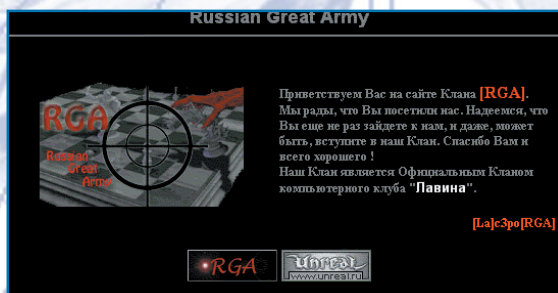 Russian Great Army
RGA
Russian
Great
Army
Приветствуем Вас на сайте Клана [RGA].
Мы рады, что Вы посетили нас. Надеемся, что
Вы еще не раз зайдете к нам, и даже, может
быть, вступите в наш Клан. Спасибо Вам и
всего хорошего !
Наш Клан является Официальным Кланом
компьютерного клуба "Лавина".
[La]c3po[RGA]
RGA
Unreal
www.unreal.ru